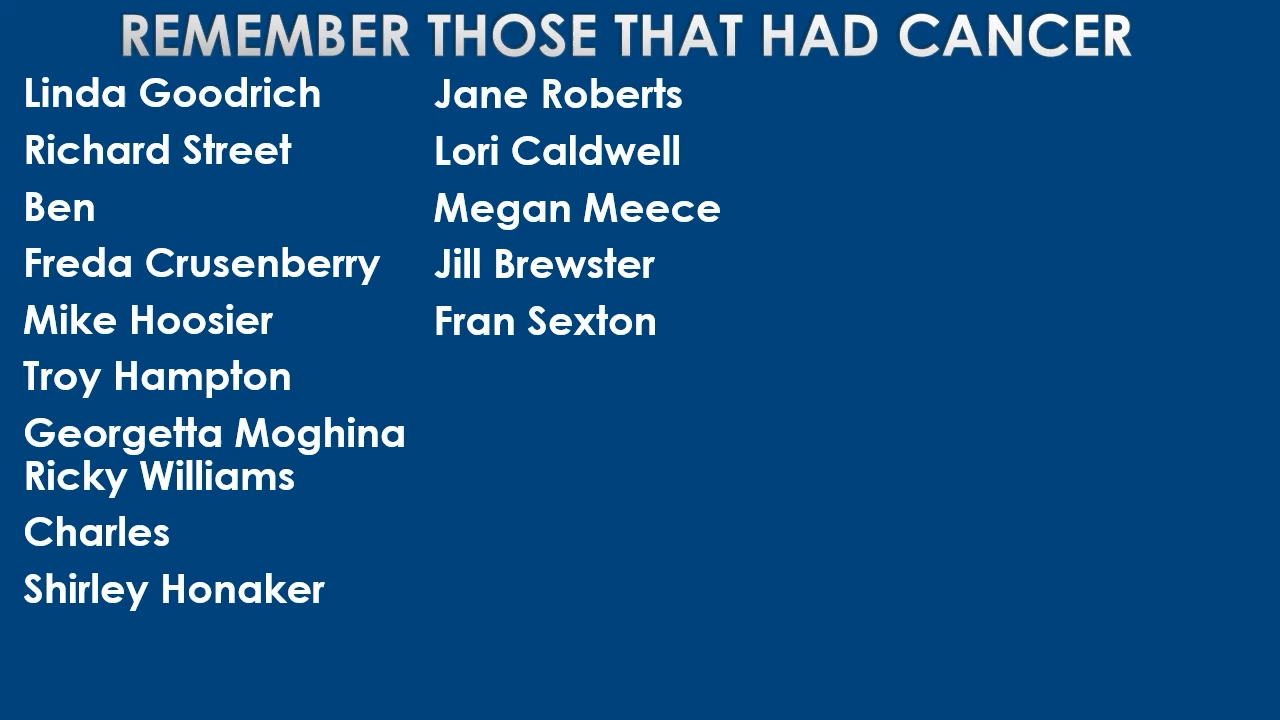 REMEMBER THOSE THAT HAD CANCER
Linda Goodrich
Richard Street
Ben
Freda Crusenberry
Mike Hoosier
Troy Hampton
Georgetta Moghina
Ricky Williams
Charles
Shirley Honaker
Jane Roberts
Lori Caldwell
Megan Meece
Jill Brewster
Fran Sexton